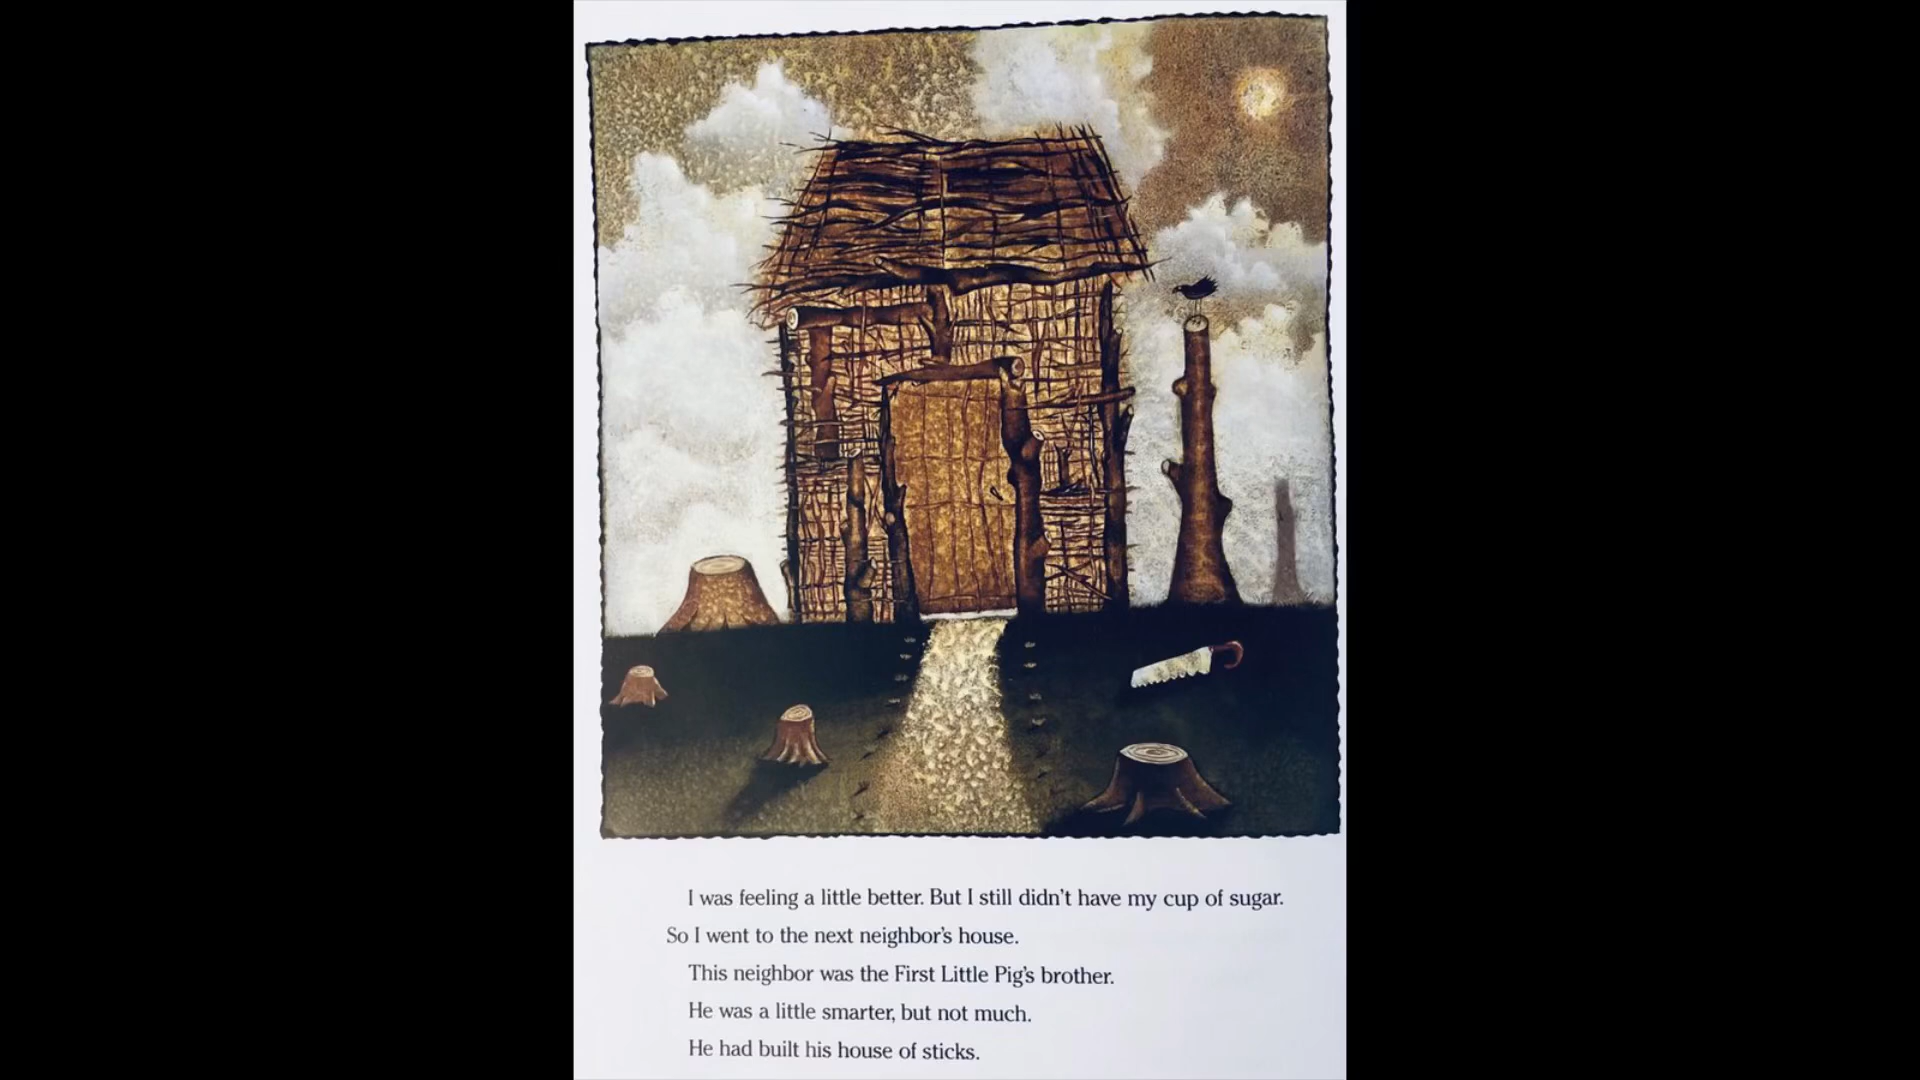 I was feeling a little better. But I still didn't have my cup of sugar.
So I went to the next neighbor's house.
This neighbor was the First Little Pig's brother.
He was a little smarter, but not much.
He had built his house of sticks.